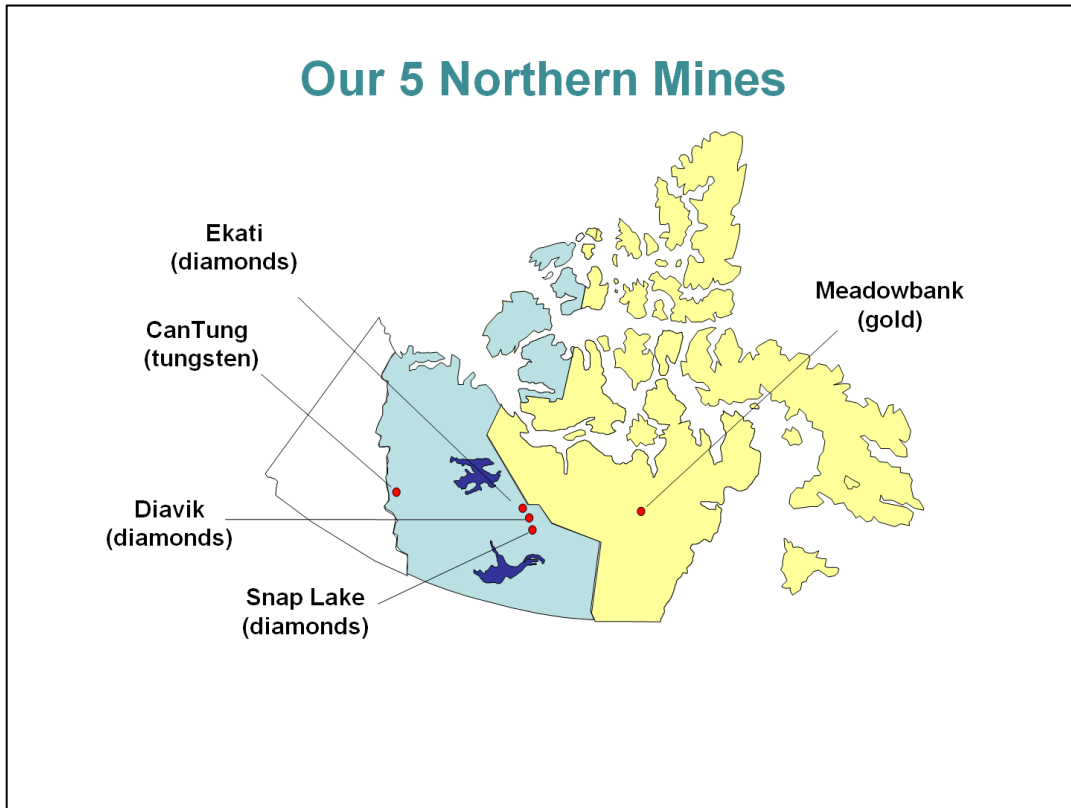 Our 5 Northern Mines
Ekati
(diamonds)
CanTung
(tungsten)
Diavik
(diamonds)
Snap Lake
(diamonds)
Meadowbank
(gold)